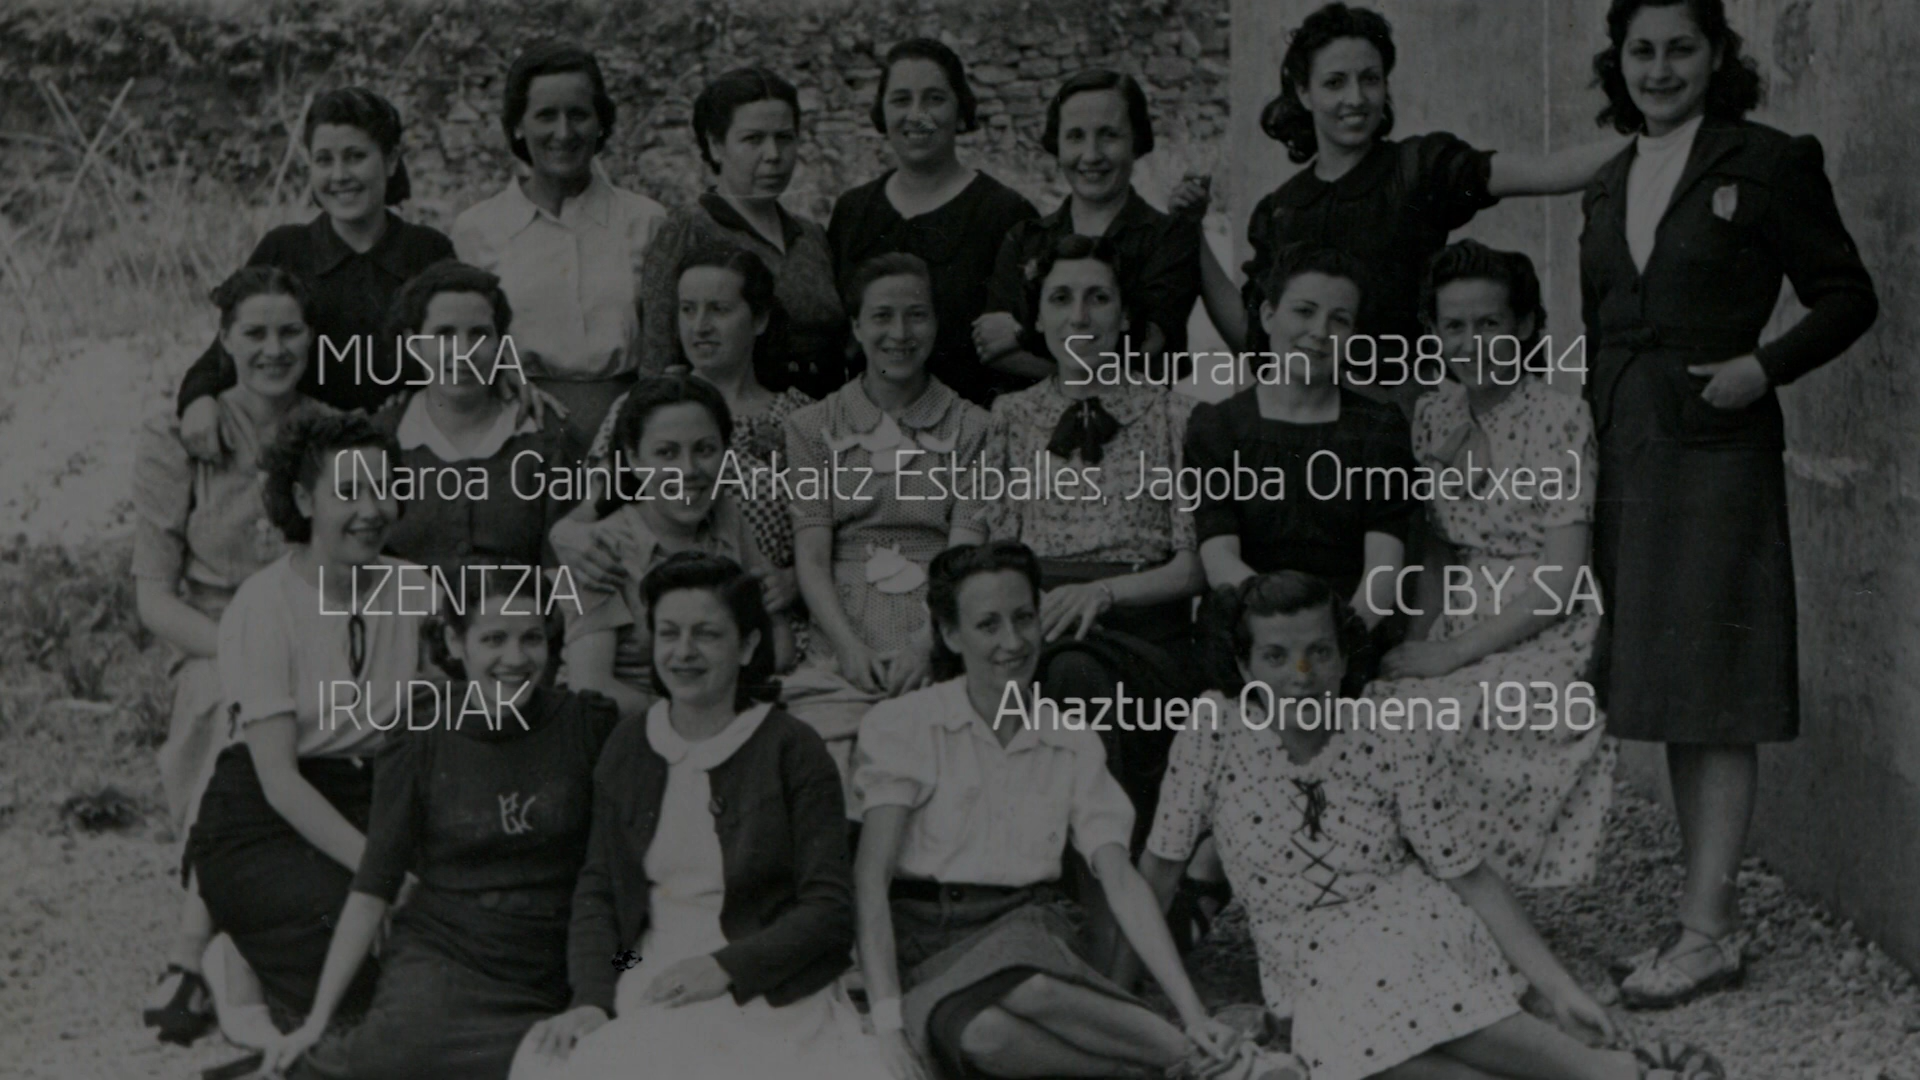 MUSIKA Saturraran 1938-1944
(Naroa Gaintza, Arkaitz Estiballes, Jagoba Ormaetxea)
LIZENTZIA CC BY SA
IRUDIAK Ahaztuen Oroimena 1936